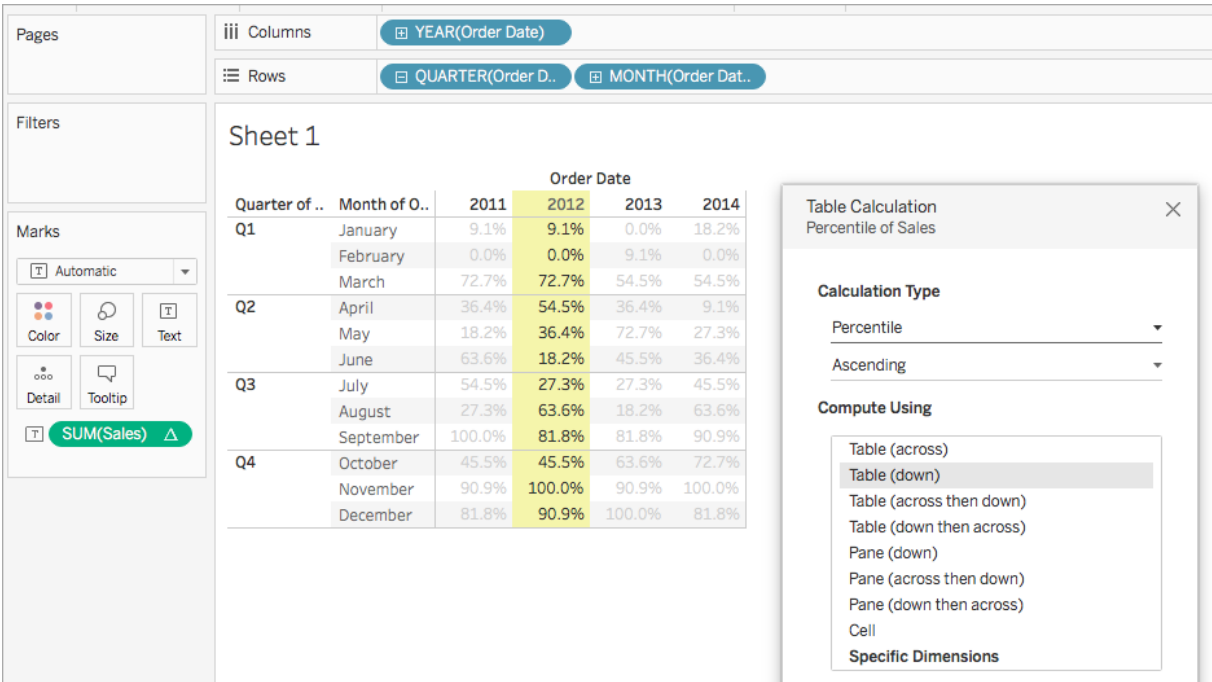 Pages
iii Columns
YEAR(Order Date)
Rows
QUARTER(Order D..
MONTH(Order Dat..
Filters
Marks
T Automatic
Color Size T Text
Detail Tooltip
T SUM(Sales) Δ
Sheet 1
Order Date
Quarter of .. Month of O.. 2011 2012 2013 2014
Q1 January 9.1% 9.1% 0.0% 18.2%
February 0.0% 0.0% 9.1% 0.0%
March 72.7% 72.7% 54.5% 54.5%
Q2 April 36.4% 54.5% 36.4% 9.1%
May 18.2% 36.4% 72.7% 27.3%
June 63.6% 18.2% 45.5% 36.4%
Q3 July 54.5% 27.3% 27.3% 45.5%
August 27.3% 63.6% 18.2% 63.6%
September 100.0% 81.8% 81.8% 90.9%
Q4 October 45.5% 45.5% 63.6% 72.7%
November 90.9% 100.0% 90.9% 100.0%
December 81.8% 90.9% 100.0% 81.8%
Table Calculation
Percentile of Sales
Calculation Type
Percentile
Ascending
Compute Using
Table (across)
Table (down)
Table (across then down)
Table (down then across)
Pane (down)
Pane (across then down)
Pane (down then across)
Cell
Specific Dimensions